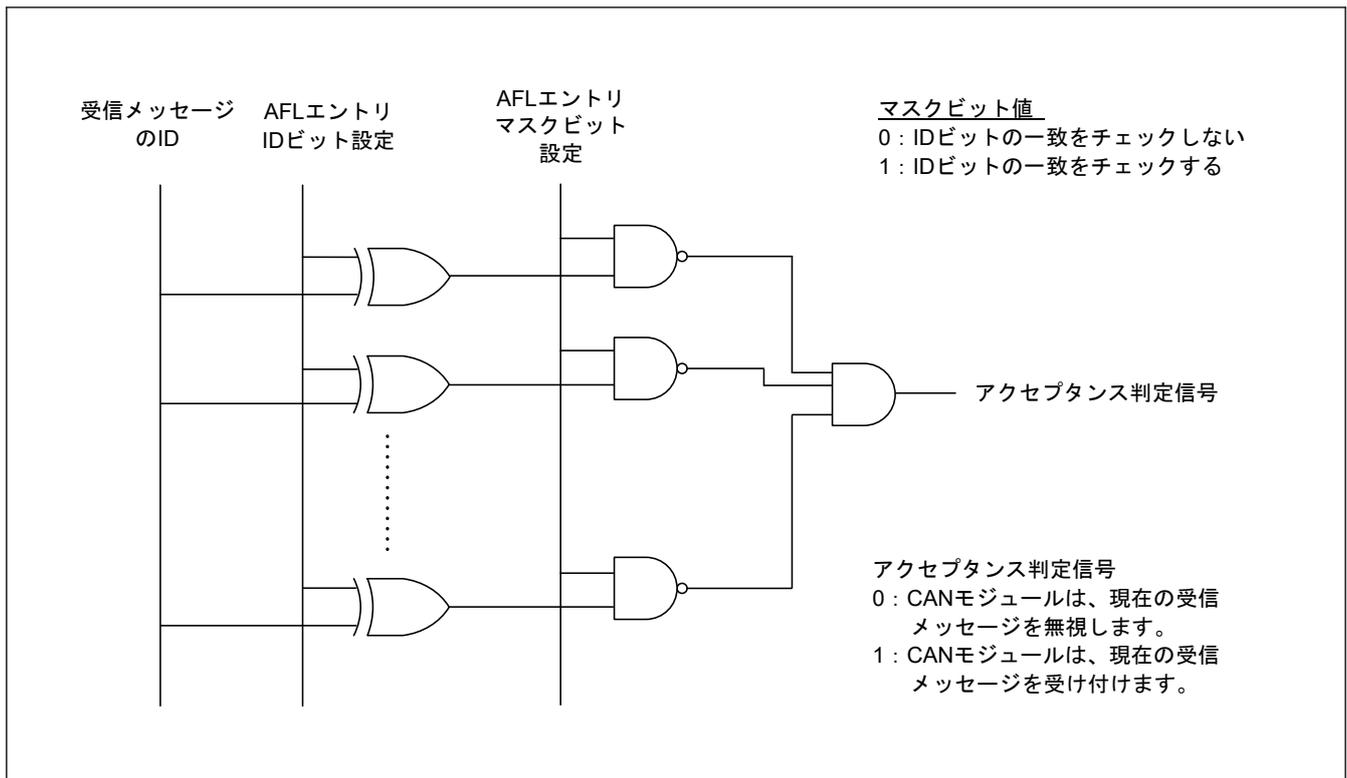 受信メッセージ
のID
AFLエントリ
IDビット設定
AFLエントリ
マスクビット
設定
マスクビット値
0：IDビットの一致をチェックしない
1：IDビットの一致をチェックする
アクセプタンス判定信号
アクセプタンス判定信号
0：CANモジュールは、現在の受信
メッセージを無視します。
1：CANモジュールは、現在の受信
メッセージを受け付けます。